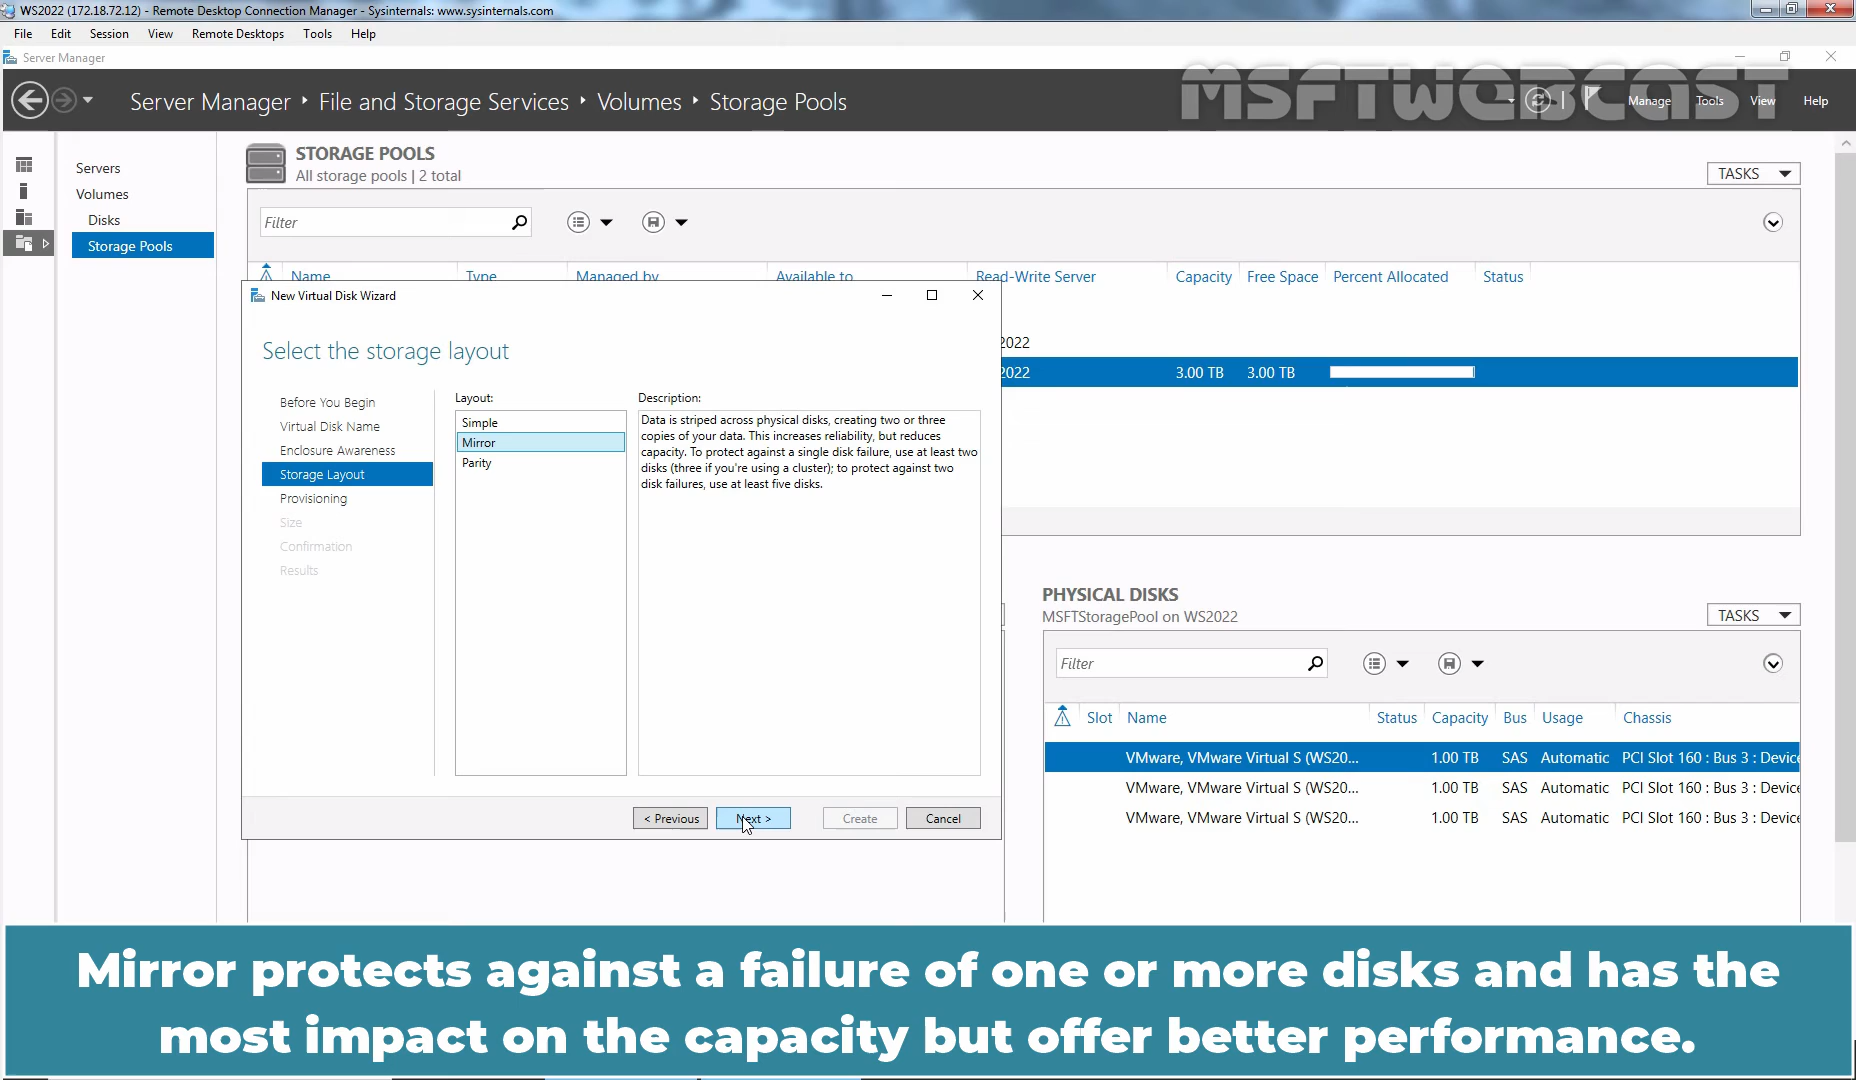 WS2022 (172.18.72.12) - Remote Desktop Connection Manager - Sysinternals: www.sysinternals.com
File Edit Session View Remote Desktops Tools Help
Server Manager
Server Manager ‣ File and Storage Services ‣ Volumes ‣ Storage Pools
MSFTWEBCAST
Manage Tools View Help
Servers
Volumes
Disks
Storage Pools
STORAGE POOLS
All storage pools | 2 total
TASKS
Filter
Name Type Managed by Available to Read-Write Server Capacity Free Space Percent Allocated Status
2022
2022 3.00 TB 3.00 TB
New Virtual Disk Wizard
Select the storage layout
Before You Begin
Virtual Disk Name
Enclosure Awareness
Storage Layout
Provisioning
Size
Confirmation
Results
Layout:
Simple
Mirror
Parity
Description:
Data is striped across physical disks, creating two or three
copies of your data. This increases reliability, but reduces
capacity. To protect against a single disk failure, use at least two
disks (three if you're using a cluster); to protect against two
disk failures, use at least five disks.
< Previous Next > Create Cancel
PHYSICAL DISKS
MSFTStoragePool on WS2022
TASKS
Filter
Slot Name Status Capacity Bus Usage Chassis
VMware, VMware Virtual S (WS20... 1.00 TB SAS Automatic PCI Slot 160 : Bus 3 : Device
VMware, VMware Virtual S (WS20... 1.00 TB SAS Automatic PCI Slot 160 : Bus 3 : Device
VMware, VMware Virtual S (WS20... 1.00 TB SAS Automatic PCI Slot 160 : Bus 3 : Device
Mirror protects against a failure of one or more disks and has the
most impact on the capacity but offer better performance.